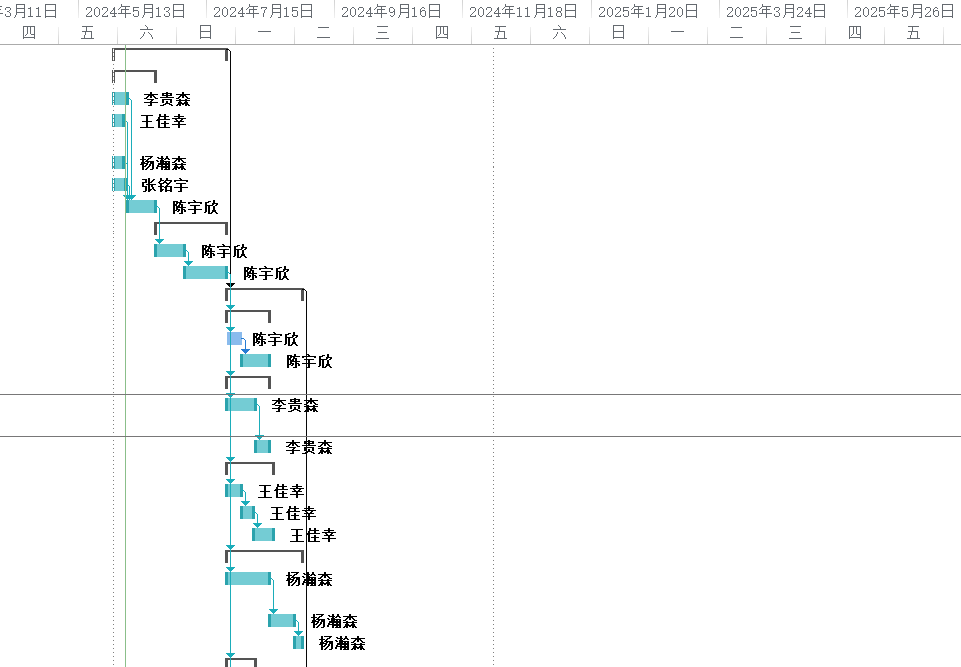 年3月11日 2024年5月13日 2024年7月15日 2024年9月16日 2024年11月18日 2025年1月20日 2025年3月24日 2025年5月26日
四 五 六 日 一 二 四 三 五 六 日 一 二 三 四 五
李贵森
王佳幸
杨瀚森
张铭宇
陈宇欣
陈宇欣
陈宇欣
陈宇欣
陈宇欣
李贵森
李贵森
王佳幸
王佳幸
王佳幸
杨瀚森
杨瀚森
杨瀚森